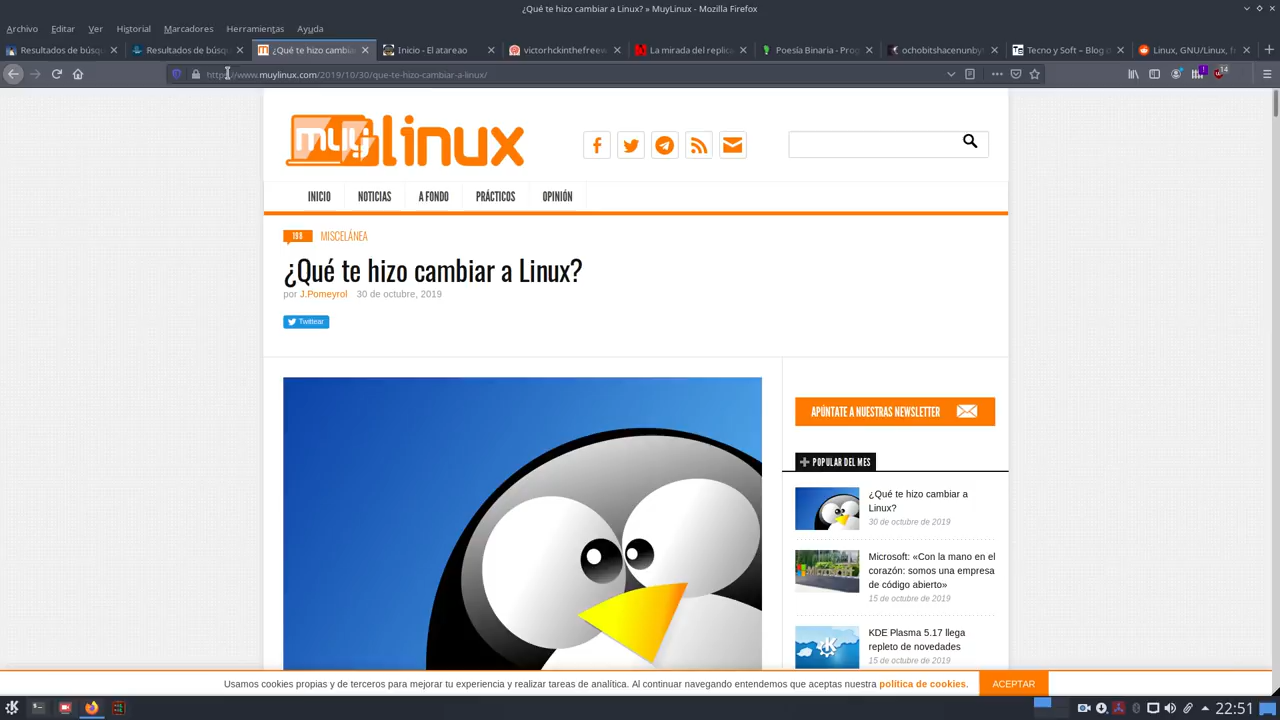 ¿Qué te hizo cambiar a Linux? » MuyLinux - Mozilla Firefox
Archivo Editar Ver Historial Marcadores Herramientas Ayuda
Resultados de búsq
Resultados de búsq
¿Qué te hizo cambia
Inicio - El atareao
victorhckinthefreew
La mirada del replica
Poesía Binaria - Prog
ochobitshacenunbyt
Tecno y Soft – Blog d
Linux, GNU/Linux, f
https://www.muylinux.com/2019/10/30/que-te-hizo-cambiar-a-linux/
14
muylinux
INICIO NOTICIAS A FONDO PRÁCTICOS OPINIÓN
198 MISCELÁNEA
¿Qué te hizo cambiar a Linux?
por J.Pomeyrol 30 de octubre, 2019
Twittear
APÚNTATE A NUESTRAS NEWSLETTER
POPULAR DEL MES
¿Qué te hizo cambiar a
Linux?
30 de octubre de 2019
Microsoft: «Con la mano en el
corazón: somos una empresa
de código abierto»
15 de octubre de 2019
KDE Plasma 5.17 llega
repleto de novedades
15 de octubre de 2019
Usamos cookies propias y de terceros para mejorar tu experiencia y realizar tareas de analítica. Al continuar navegando entendemos que aceptas nuestra política de cookies. ACEPTAR
22:51